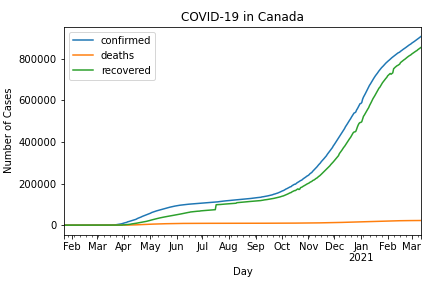 COVID-19 in Canada
confirmed
deaths
recovered
Number of Cases
800000
600000
400000
200000
0
Feb Mar Apr May Jun Jul Aug Sep Oct Nov Dec Jan Feb Mar
2021
Day